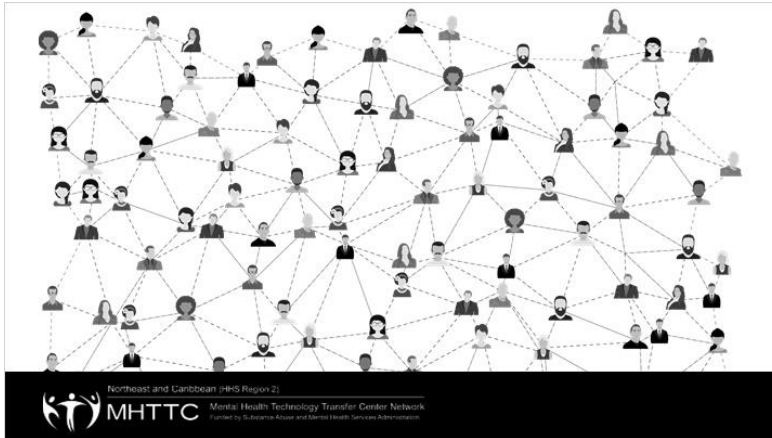 Northeast and Caribbean (HHS Region 2)
MHTTC
Mental Health Technology Transfer Center Network
Funded by Substance Abuse and Mental Health Services Administration